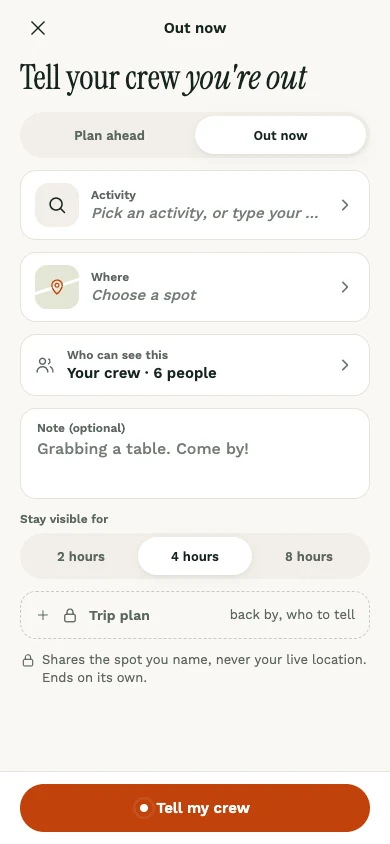 Out now
Tell your crew you're out
Plan ahead
Out now
Activity
Pick an activity, or type your ...
Where
Choose a spot
Who can see this
Your crew · 6 people
Note (optional)
Grabbing a table. Come by!
Stay visible for
2 hours
4 hours
8 hours
Trip plan
back by, who to tell
Shares the spot you name, never your live location.
Ends on its own.
Tell my crew